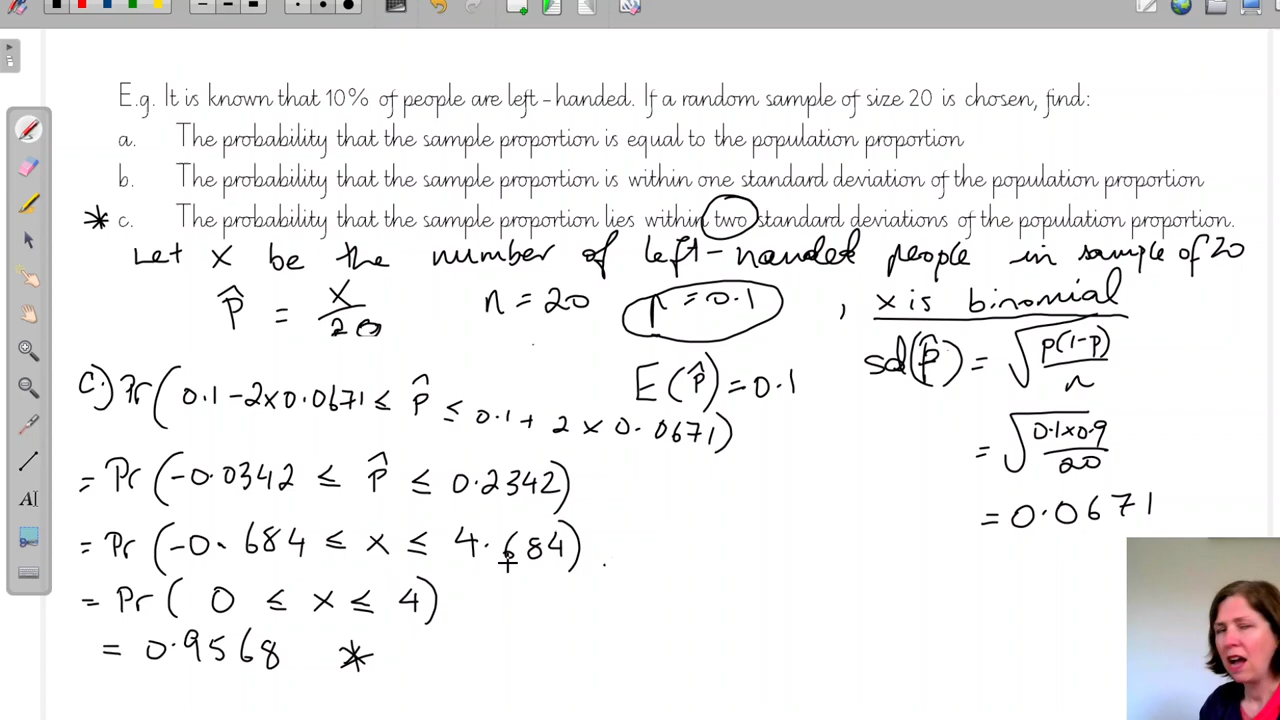 E.g. It is known that 10% of people are left-handed. If a random sample of size 20 is chosen, find:
a. The probability that the sample proportion is equal to the population proportion
b. The probability that the sample proportion is within one standard deviation of the population proportion
* c. The probability that the sample proportion lies within two standard deviations of the population proportion.
Let X be the number of left-handed people in sample of 20
P̂ = X/20 n = 20 p = 0.1 , X is binomial
sd(P̂) = √(p(1-p)/n)
E(P̂) = 0.1
= √(0.1×0.9/20)
= 0.0671
c.) Pr(0.1-2×0.0671 ≤ P̂ ≤ 0.1 + 2 × 0.0671)
= Pr(-0.0342 ≤ P̂ ≤ 0.2342)
= Pr(-0.684 ≤ X ≤ 4.684)
= Pr( 0 ≤ X ≤ 4)
= 0.9568 *
A